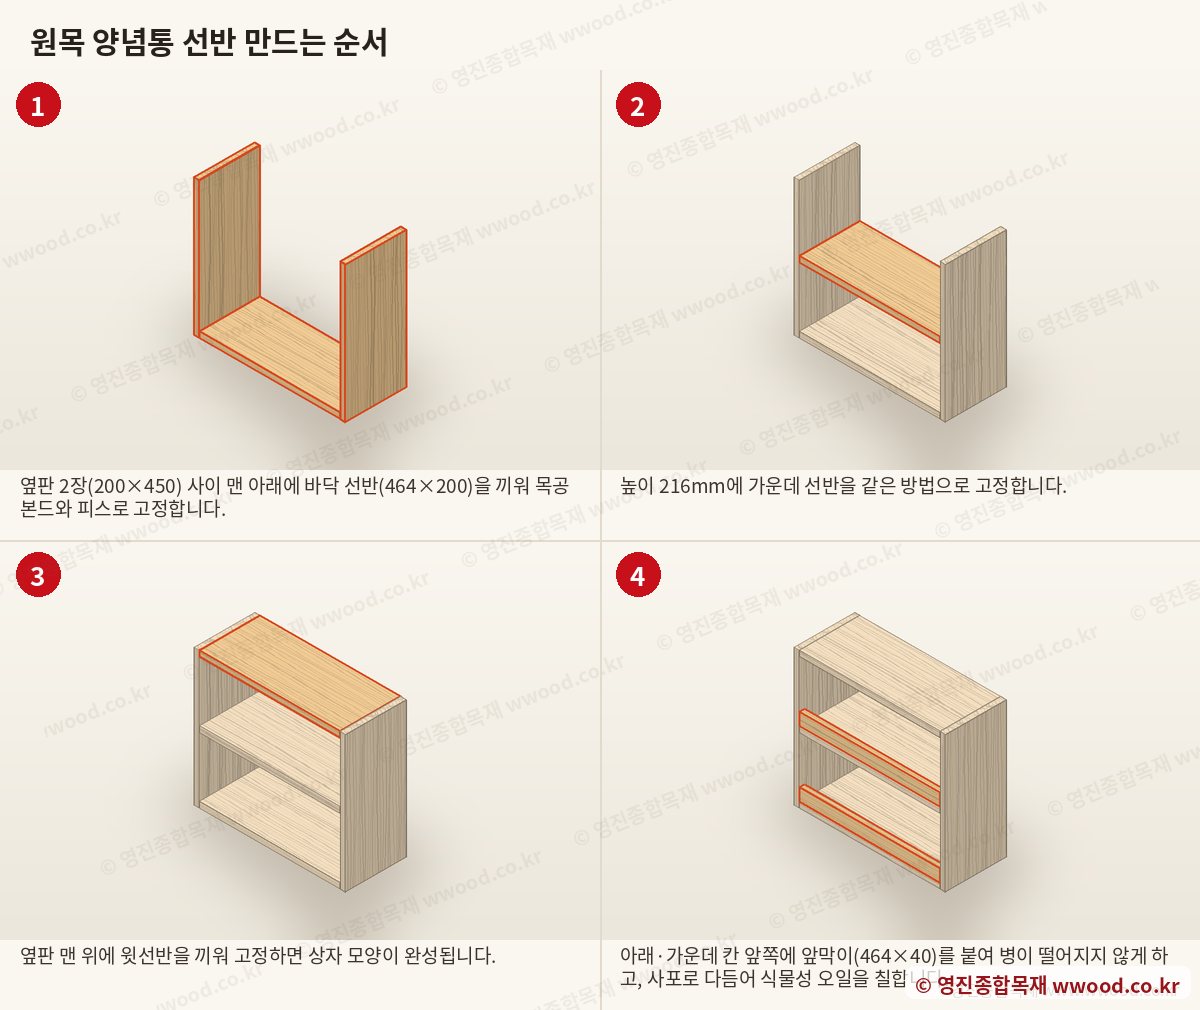 원목 양념통 선반 만드는 순서
1
2
옆판 2장(200×450) 사이 맨 아래에 바닥 선반(464×200)을 끼워 목공
본드와 피스로 고정합니다.
높이 216mm에 가운데 선반을 같은 방법으로 고정합니다.
3
4
옆판 맨 위에 윗선반을 끼워 고정하면 상자 모양이 완성됩니다.
아래·가운데 칸 앞쪽에 앞막이(464×40)를 붙여 병이 떨어지지 않게 하
고, 사포로 다듬어 식물성 오일을 칠합니다.
© 영진종합목재 wwood.co.kr